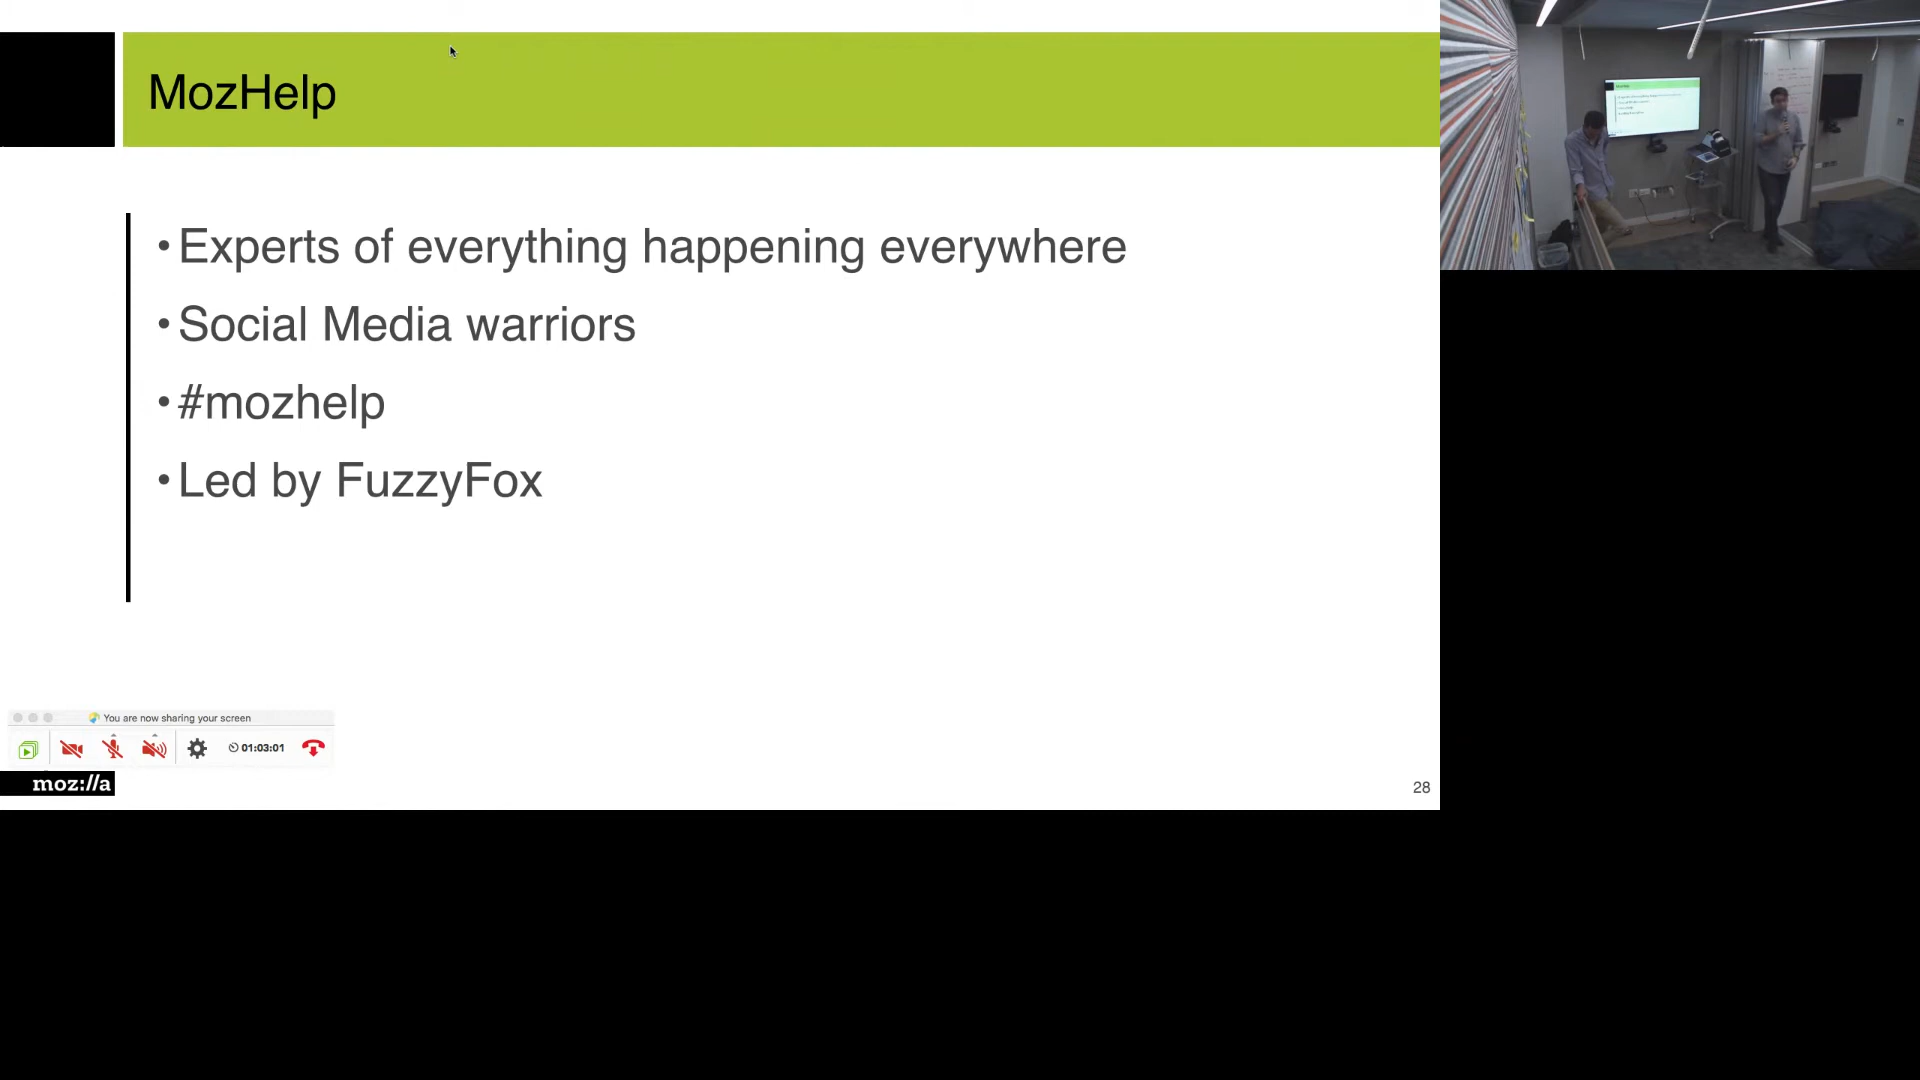 MozHelp
• Experts of everything happening everywhere
• Social Media warriors
• #mozhelp
• Led by FuzzyFox
You are now sharing your screen
01:03:01
moz://a
28